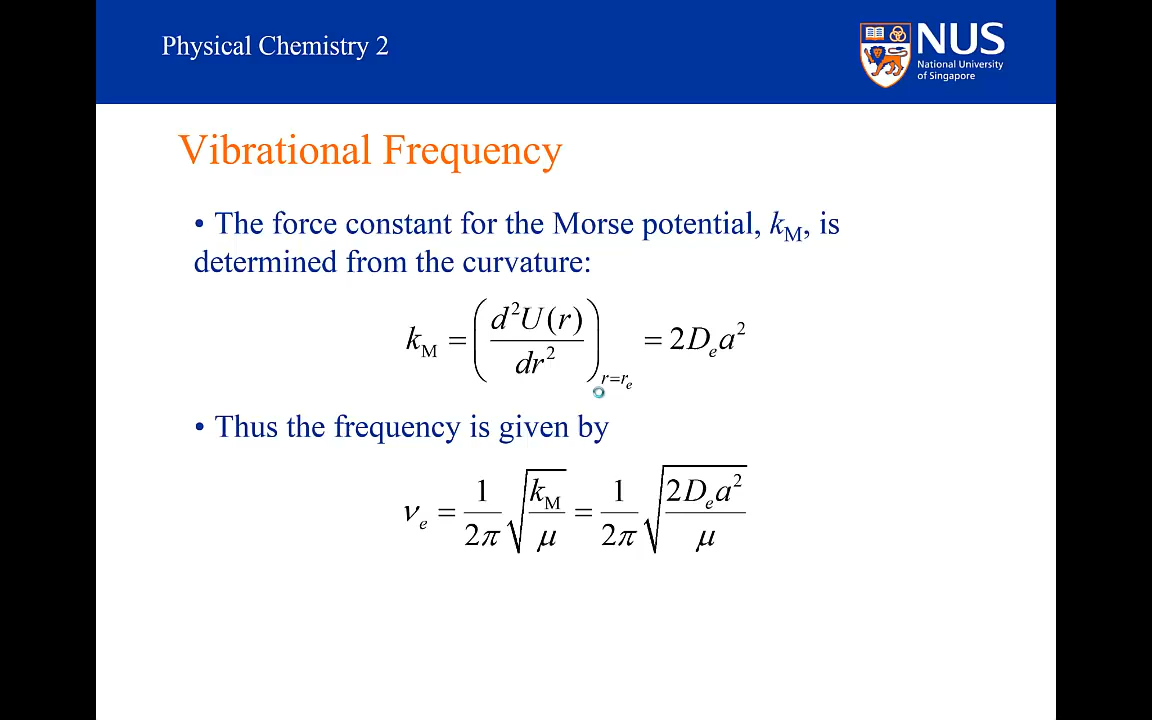 Physical Chemistry 2
NUS
National University
of Singapore
Vibrational Frequency
• The force constant for the Morse potential, k_M, is
determined from the curvature:
k_M = (d²U(r)/dr²)_{r=r_e} = 2D_e a²
• Thus the frequency is given by
ν_e = 1/2π √(k_M/μ) = 1/2π √(2D_e a²/μ)